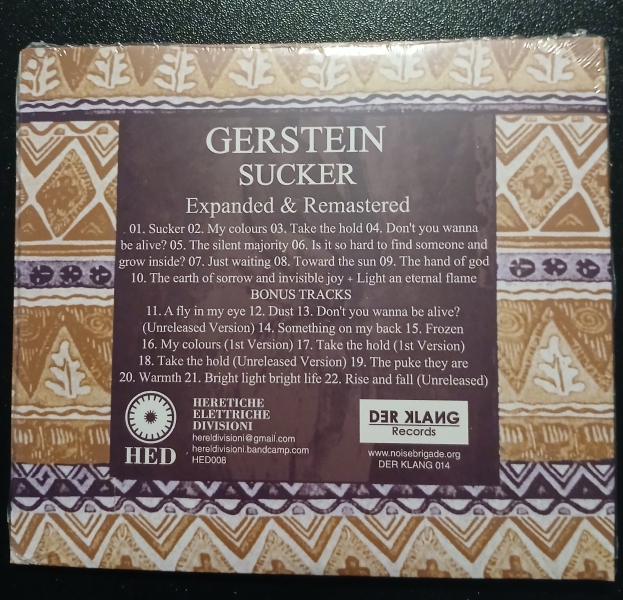 GERSTEIN
SUCKER
Expanded & Remastered
01. Sucker 02. My colours 03. Take the hold 04. Don't you wanna
be alive? 05. The silent majority 06. Is it so hard to find someone and
grow inside? 07. Just waiting 08. Toward the sun 09. The hand of god
10. The earth of sorrow and invisible joy + Light an eternal flame
BONUS TRACKS
11. A fly in my eye 12. Dust 13. Don't you wanna be alive?
(Unreleased Version) 14. Something on my back 15. Frozen
16. My colours (1st Version) 17. Take the hold (1st Version)
18. Take the hold (Unreleased Version) 19. The puke they are
20. Warmth 21. Bright light bright life 22. Rise and fall (Unreleased)
HED
HERETICHE
ELETTRICHE
DIVISIONI
hereldivisioni@gmail.com
hereldivisioni.bandcamp.com
HED008
DER KLANG
Records
www.noisebrigade.org
DER KLANG 014